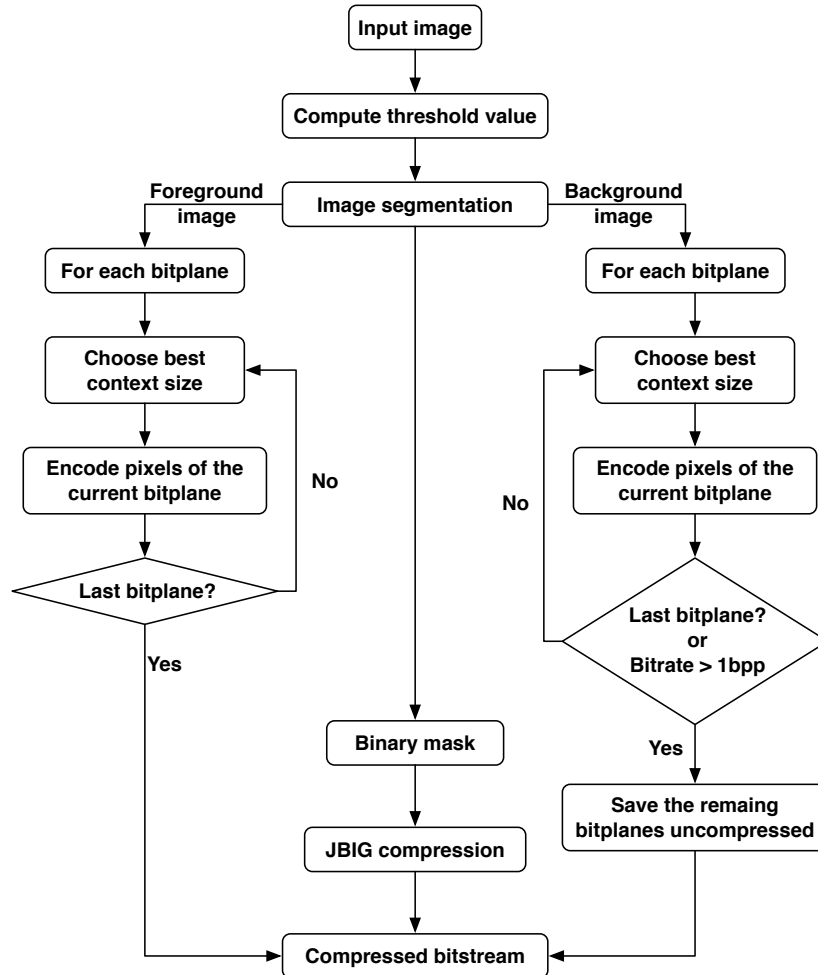 Input image
Compute threshold value
Foreground
image
Image segmentation
Background
image
For each bitplane
For each bitplane
Choose best
context size
Choose best
context size
Encode pixels of the
current bitplane
No
Encode pixels of the
current bitplane
No
Last bitplane?
Last bitplane?
or
Bitrate > 1bpp
Yes
Binary mask
Yes
Save the remaing
bitplanes uncompressed
JBIG compression
Compressed bitstream